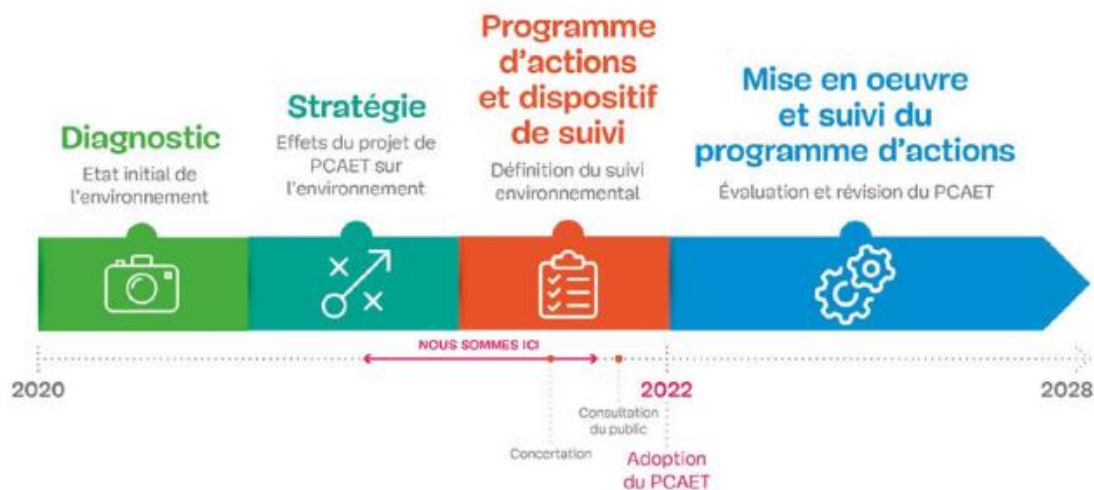 Diagnostic
Etat initial de
l'environnement
Stratégie
Effets du projet de
PCAET sur
l'environnement
Programme
d'actions
et dispositif
de suivi
Définition du suivi
environnemental
Mise en oeuvre
et suivi du
programme d'actions
Évaluation et révision du PCAET
NOUS SOMMES ICI
2020
2022
2028
Concertation
Consultation
du public
Adoption
du PCAET